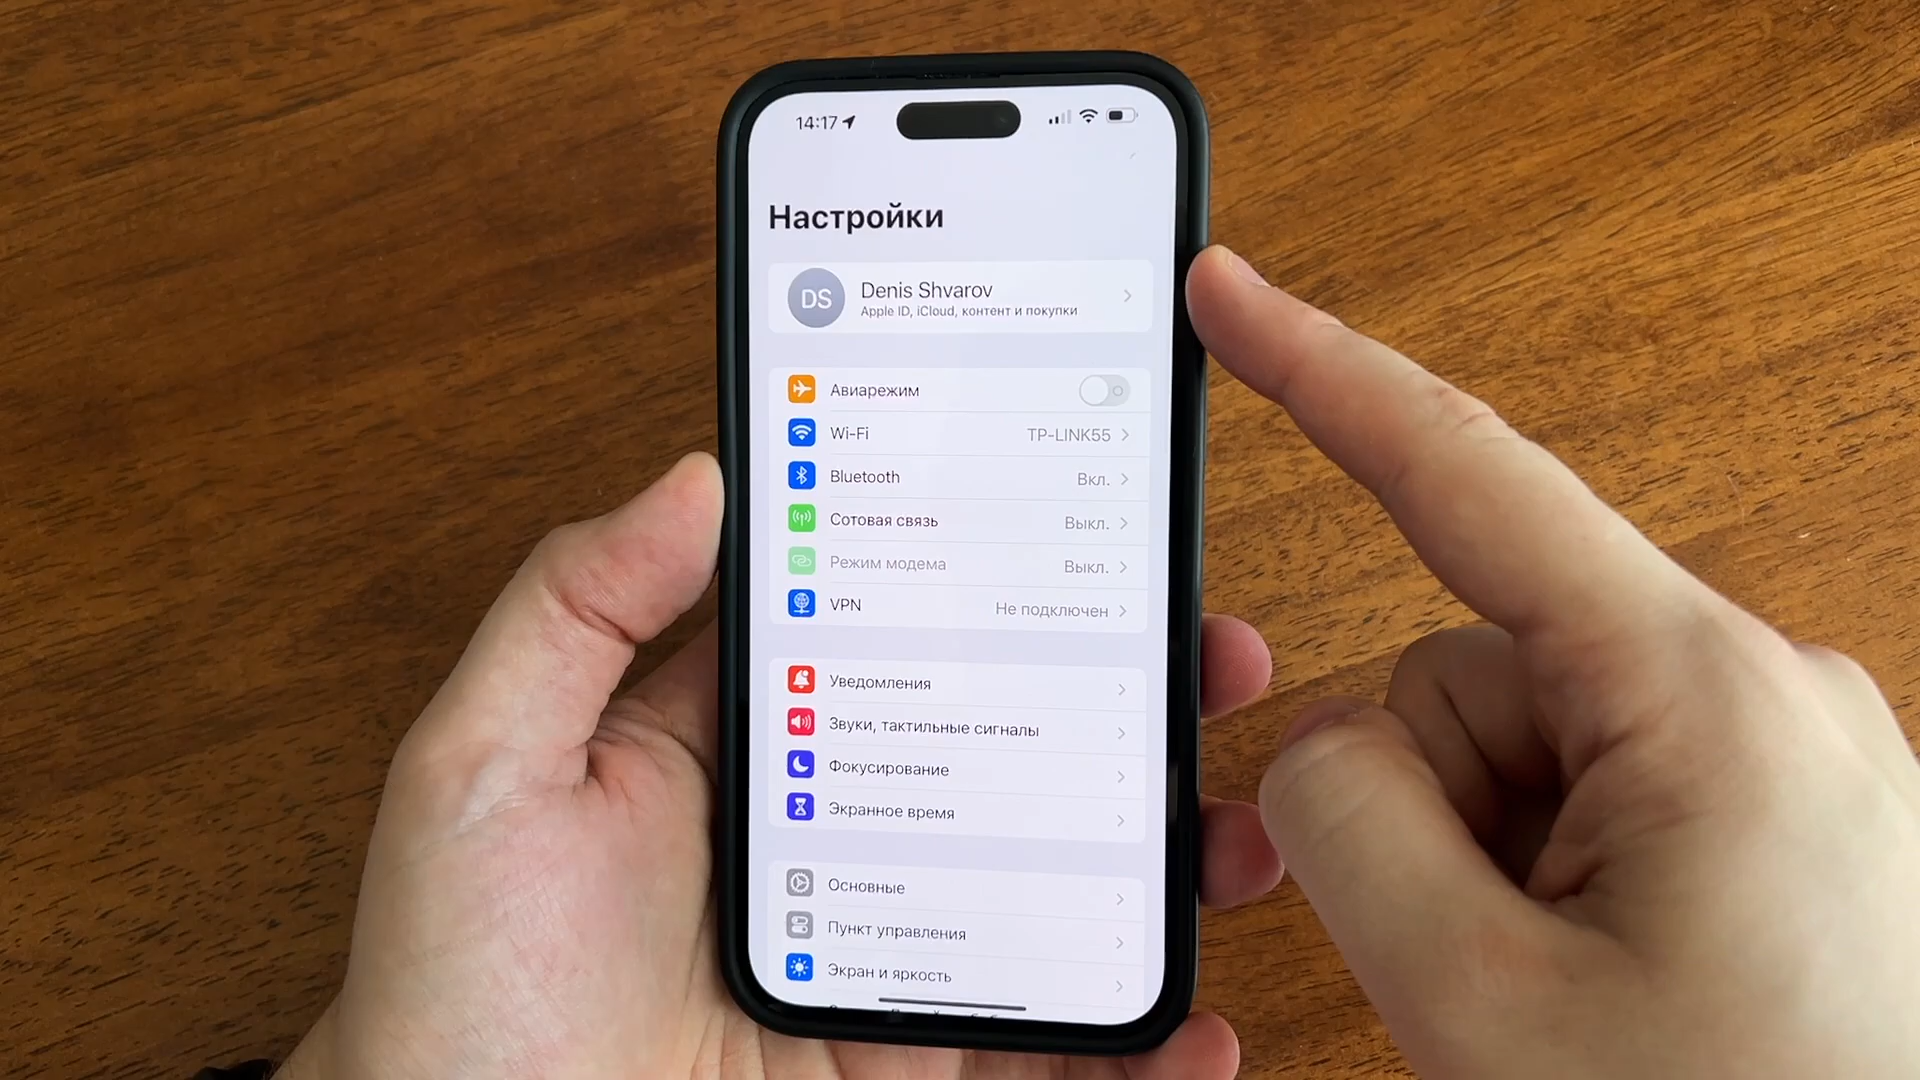 14:17
Настройки
DS
Denis Shvarov
Apple ID, iCloud, контент и покупки
Авиарежим
Wi-Fi TP-LINK55
Bluetooth Вкл.
Сотовая связь Выкл.
Режим модема Выкл.
VPN Не подключен
Уведомления
Звуки, тактильные сигналы
Фокусирование
Экранное время
Основные
Пункт управления
Экран и яркость